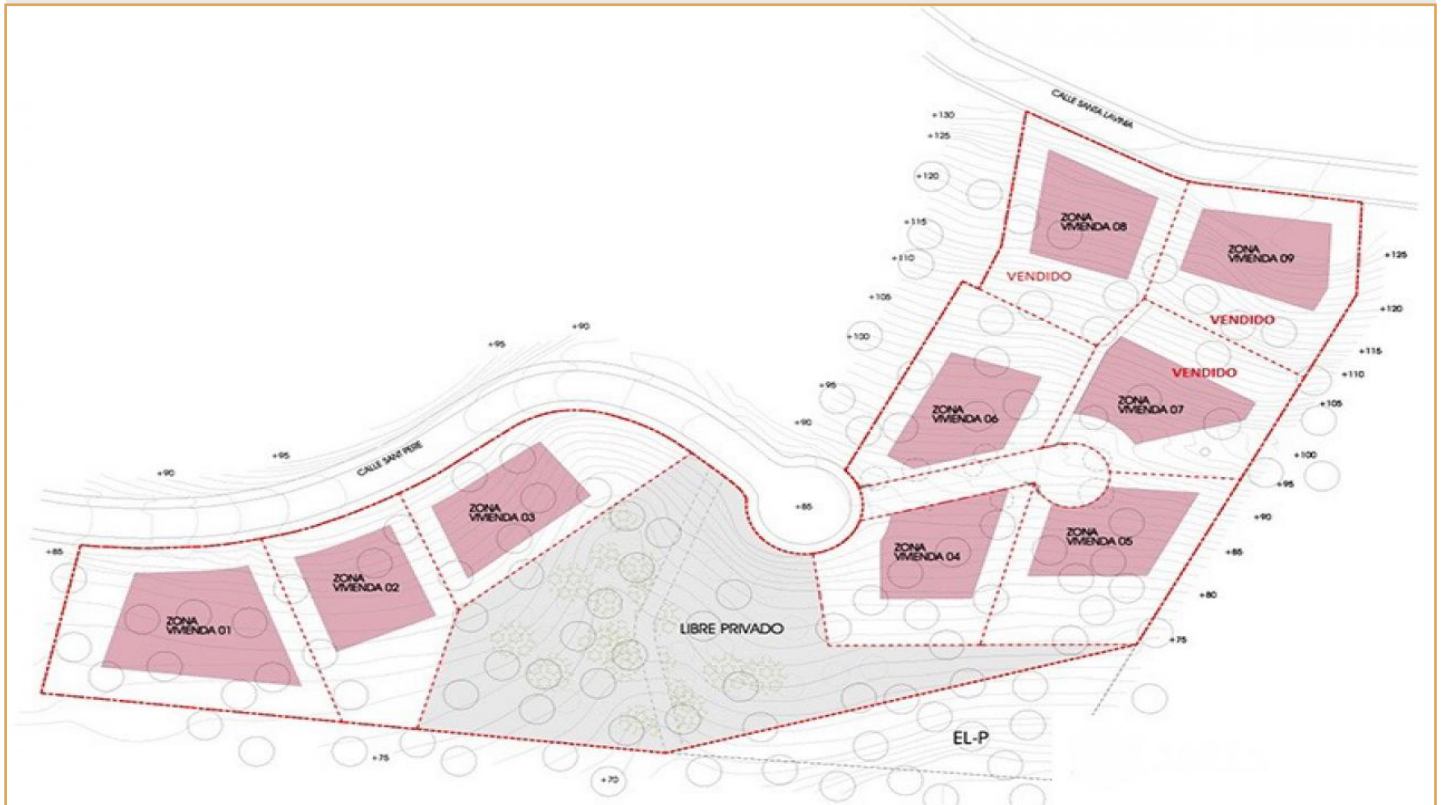 CALLE SANTA LAVINIA
+130
+125
+120
+115
+110
+105
+100
+95
+90
ZONA
VIVIENDA 08
ZONA
VIVIENDA 09
+125
+120
+115
+110
+105
+100
+95
+90
+85
+80
+75
VENDIDO
VENDIDO
VENDIDO
ZONA
VIVIENDA 06
ZONA
VIVIENDA 07
+90
+95
+90
+95
+85
CALLE SANT PERE
+85
ZONA
VIVIENDA 03
ZONA
VIVIENDA 02
ZONA
VIVIENDA 01
ZONA
VIVIENDA 04
ZONA
VIVIENDA 05
LIBRE PRIVADO
EL-P
+75
+70